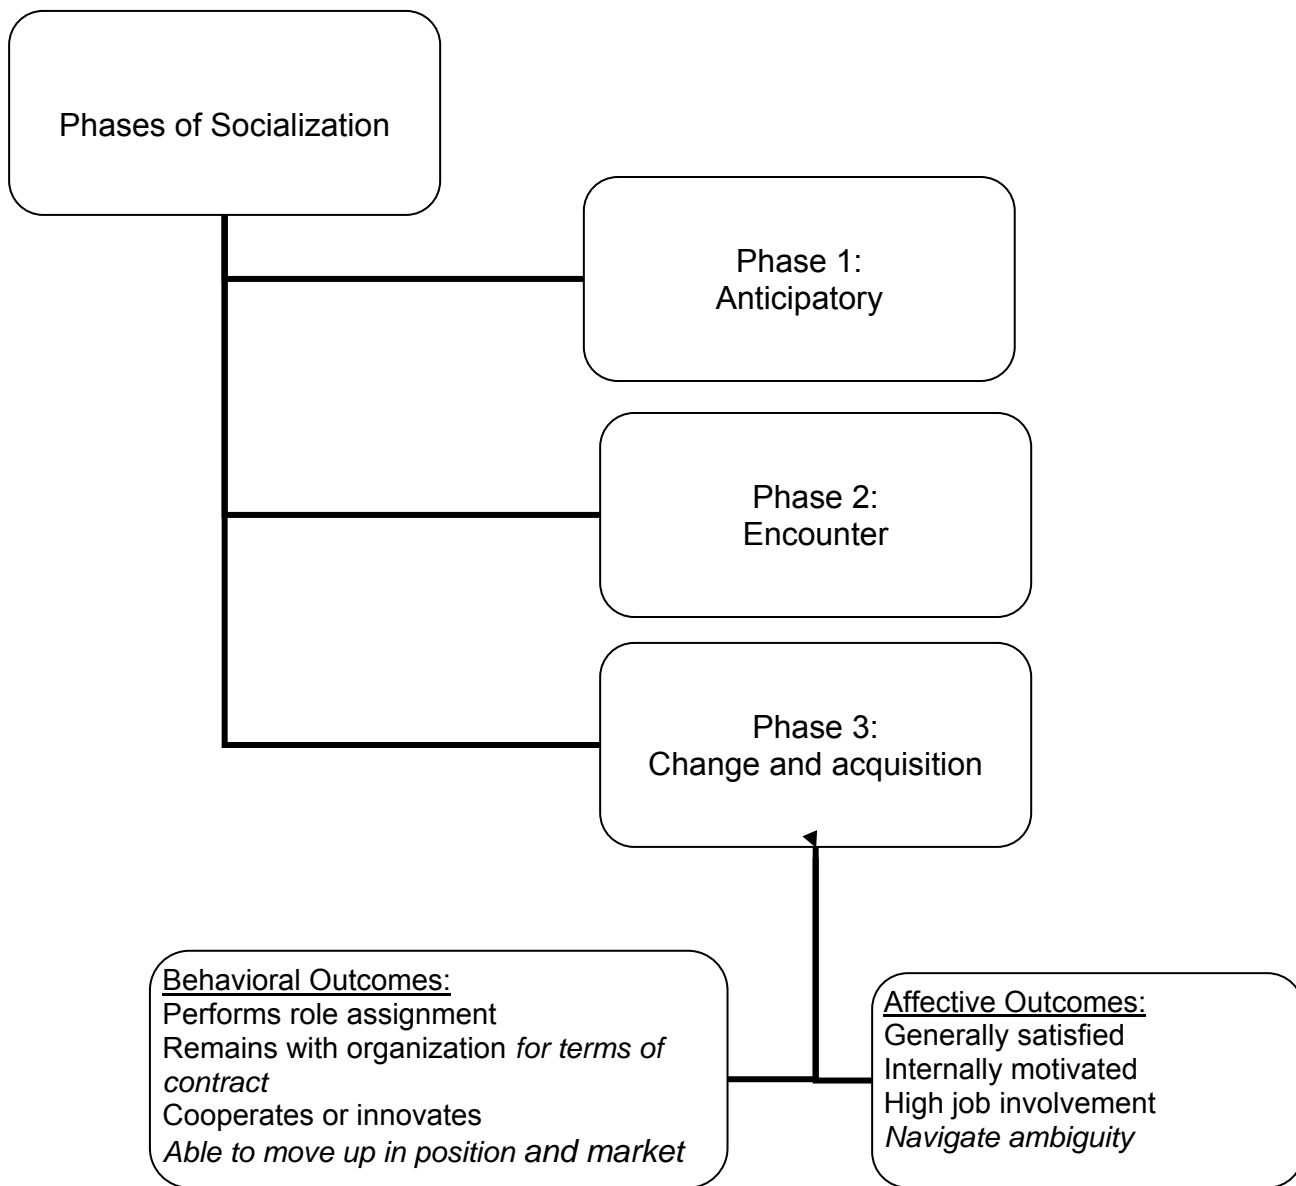 Phases of Socialization
Phase 1:
Anticipatory
Phase 2:
Encounter
Phase 3:
Change and acquisition
Behavioral Outcomes:
Performs role assignment
Remains with organization for terms of
contract
Cooperates or innovates
Able to move up in position and market
Affective Outcomes:
Generally satisfied
Internally motivated
High job involvement
Navigate ambiguity